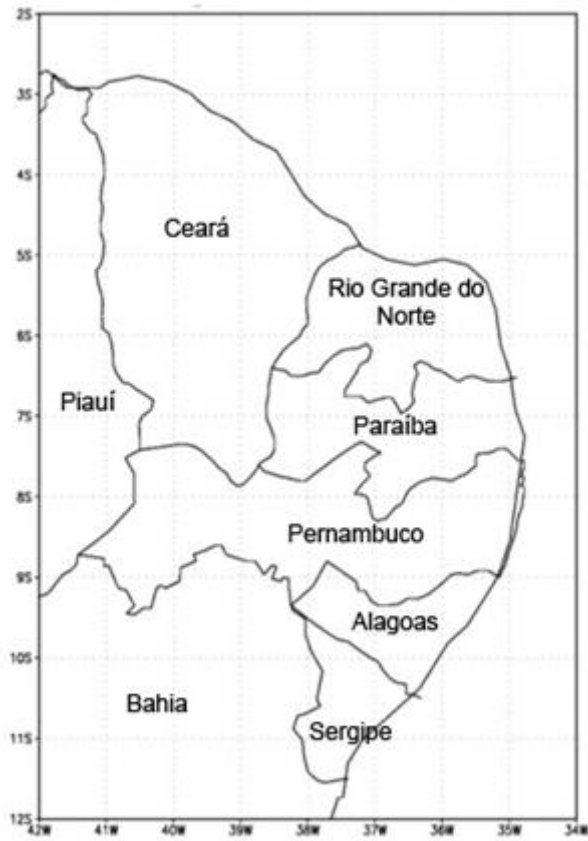 2S
3S
4S
Ceará
5S
Rio Grande do
Norte
6S
Piauí
7S
Paraíba
8S
Pernambuco
9S
Alagoas
10S
Bahia
11S
Sergipe
12S
42W 41W 40W 39W 38W 37W 36W 35W 34W